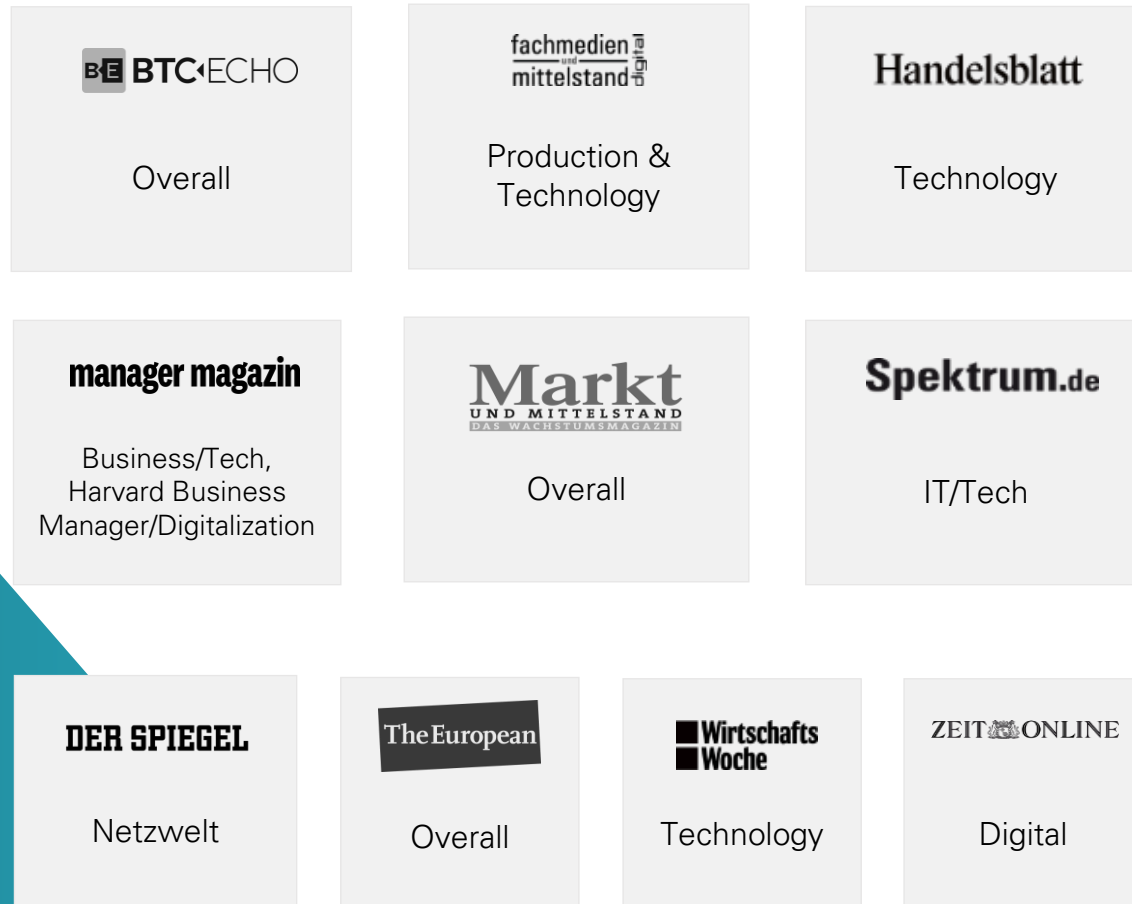 BE BTC ECHO
Overall
fachmedien
und
mittelstand
digital
Production &
Technology
Handelsblatt
Technology
manager magazin
Business/Tech,
Harvard Business
Manager/Digitalization
Markt
UND MITTELSTAND
DAS WACHSTUMSMAGAZIN
Overall
Spektrum.de
IT/Tech
DER SPIEGEL
Netzwelt
The European
Overall
Wirtschafts
Woche
Technology
ZEIT ONLINE
Digital